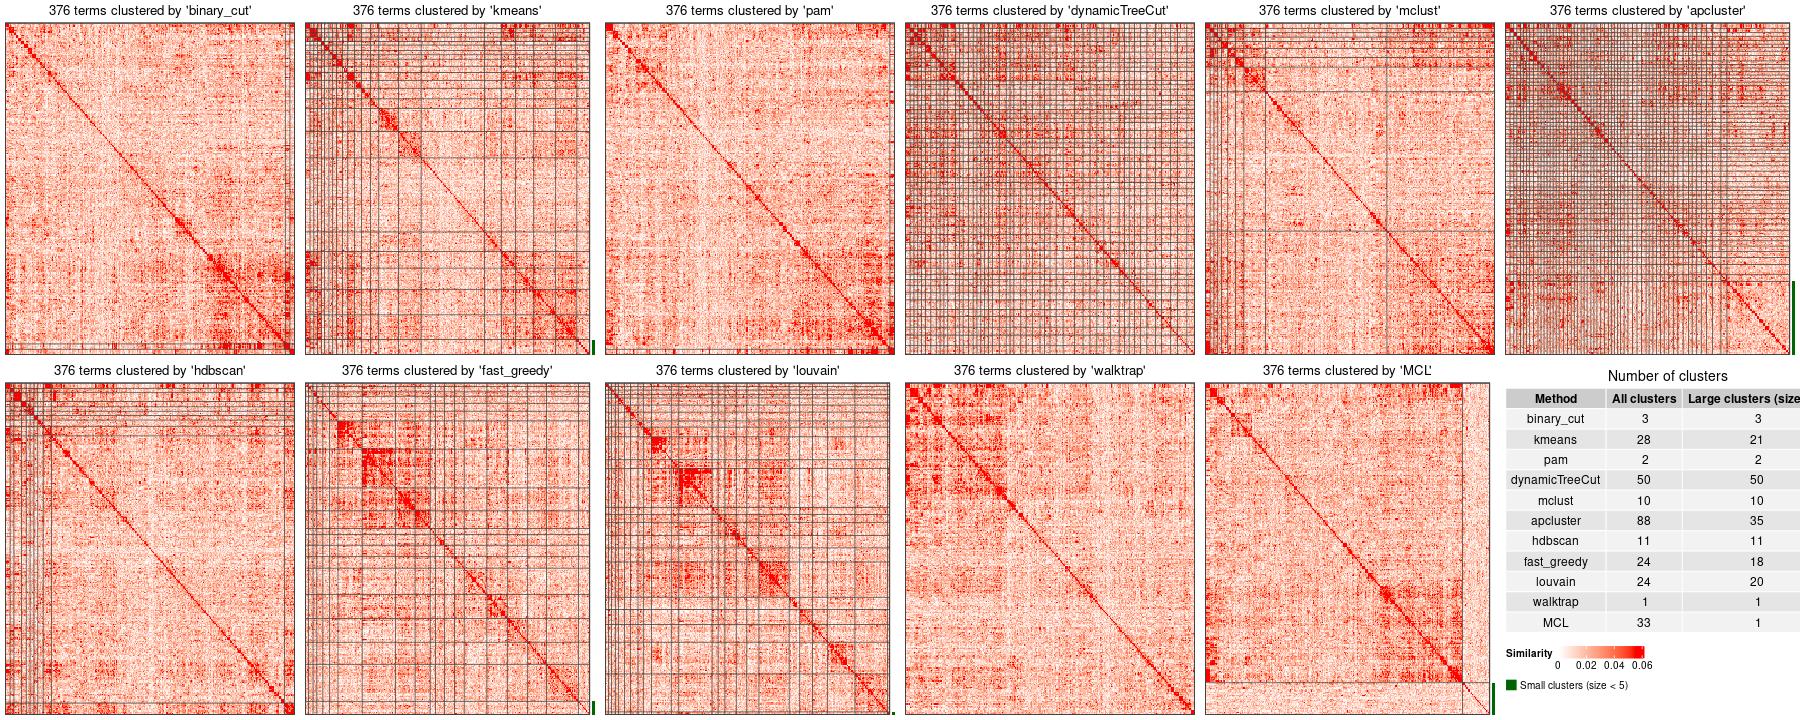 376 terms clustered by 'binary_cut'
376 terms clustered by 'kmeans'
376 terms clustered by 'pam'
376 terms clustered by 'dynamicTreeCut'
376 terms clustered by 'mclust'
376 terms clustered by 'apcluster'
376 terms clustered by 'hdbscan'
376 terms clustered by 'fast_greedy'
376 terms clustered by 'louvain'
376 terms clustered by 'walktrap'
376 terms clustered by 'MCL'
Number of clusters
Method All clusters Large clusters (size
binary_cut 3 3
kmeans 28 21
pam 2 2
dynamicTreeCut 50 50
mclust 10 10
apcluster 88 35
hdbscan 11 11
fast_greedy 24 18
louvain 24 20
walktrap 1 1
MCL 33 1
Similarity
0 0.02 0.04 0.06
Small clusters (size < 5)